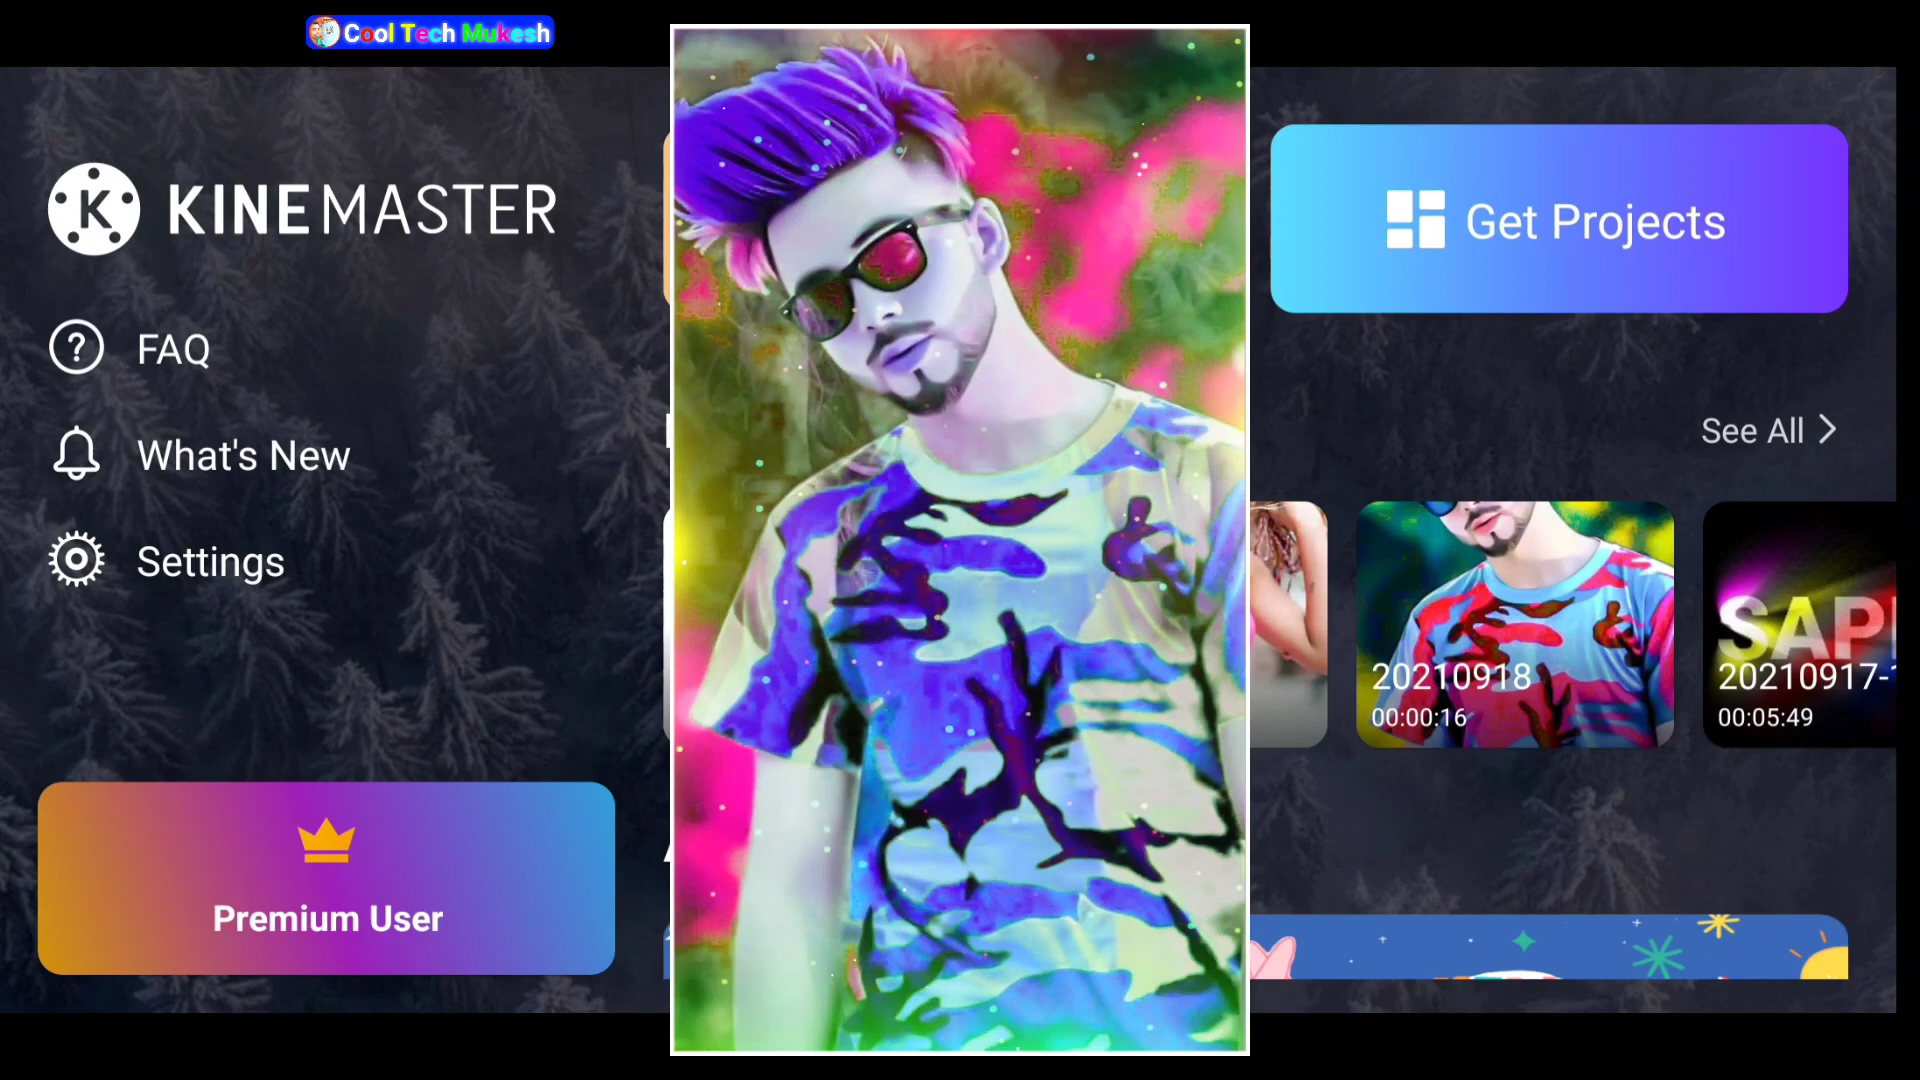 Cool Tech Mukesh
KINEMASTER
FAQ
What's New
Settings
Premium User
Get Projects
See All
20210918
00:00:16
20210917-
00:05:49